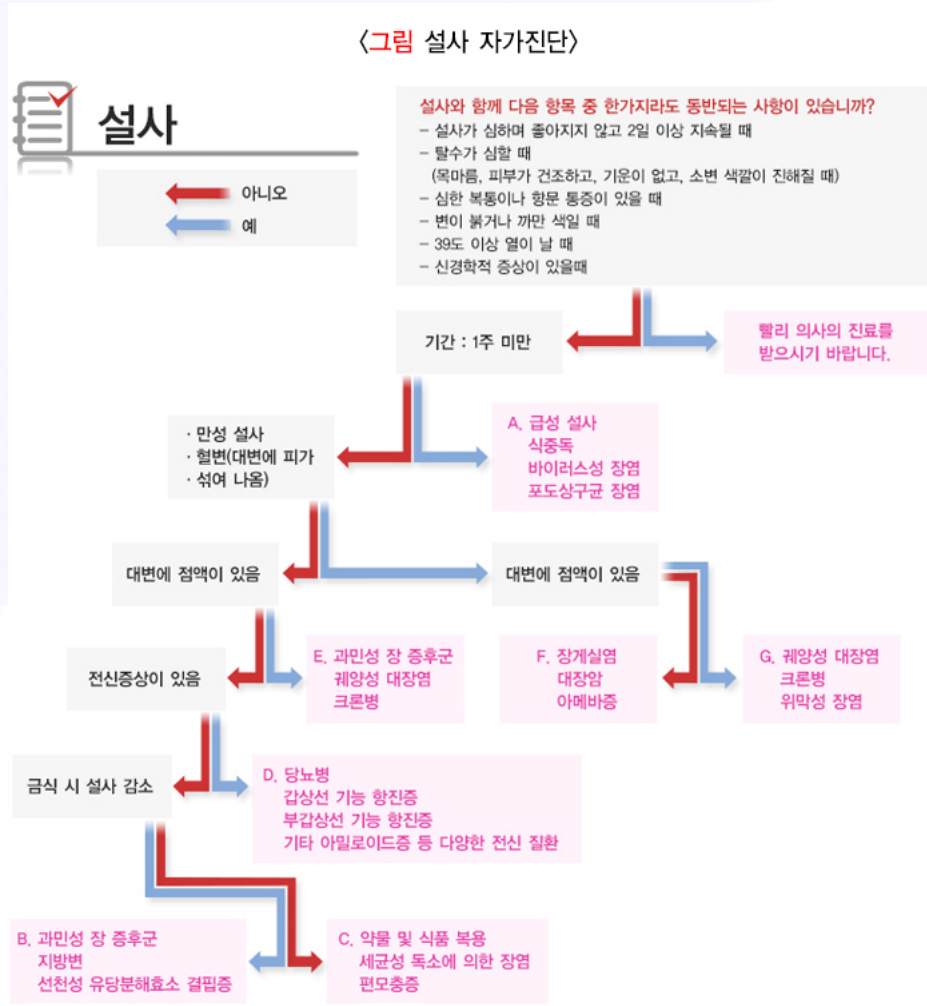 <그림 설사 자가진단>
설사
아니오
예
설사와 함께 다음 항목 중 한가지라도 동반되는 사항이 있습니까?
– 설사가 심하며 좋아지지 않고 2일 이상 지속될 때
– 탈수가 심할 때
(목마름, 피부가 건조하고, 기운이 없고, 소변 색깔이 진해질 때)
– 심한 복통이나 항문 통증이 있을 때
– 변이 붉거나 까만 색일 때
– 39도 이상 열이 날 때
– 신경학적 증상이 있을때
기간 : 1주 미만
빨리 의사의 진료를
받으시기 바랍니다.
· 만성 설사
· 혈변(대변에 피가
· 섞여 나옴)
A. 급성 설사
식중독
바이러스성 장염
포도상구균 장염
대변에 점액이 있음
대변에 점액이 있음
전신증상이 있음
E. 과민성 장 증후군
궤양성 대장염
크론병
F. 장게실염
대장암
아메바증
G. 궤양성 대장염
크론병
위막성 장염
금식 시 설사 감소
D. 당뇨병
갑상선 기능 항진증
부갑상선 기능 항진증
기타 아밀로이드증 등 다양한 전신 질환
B. 과민성 장 증후군
지방변
선천성 유당분해효소 결핍증
C. 약물 및 식품 복용
세균성 독소에 의한 장염
편모충증